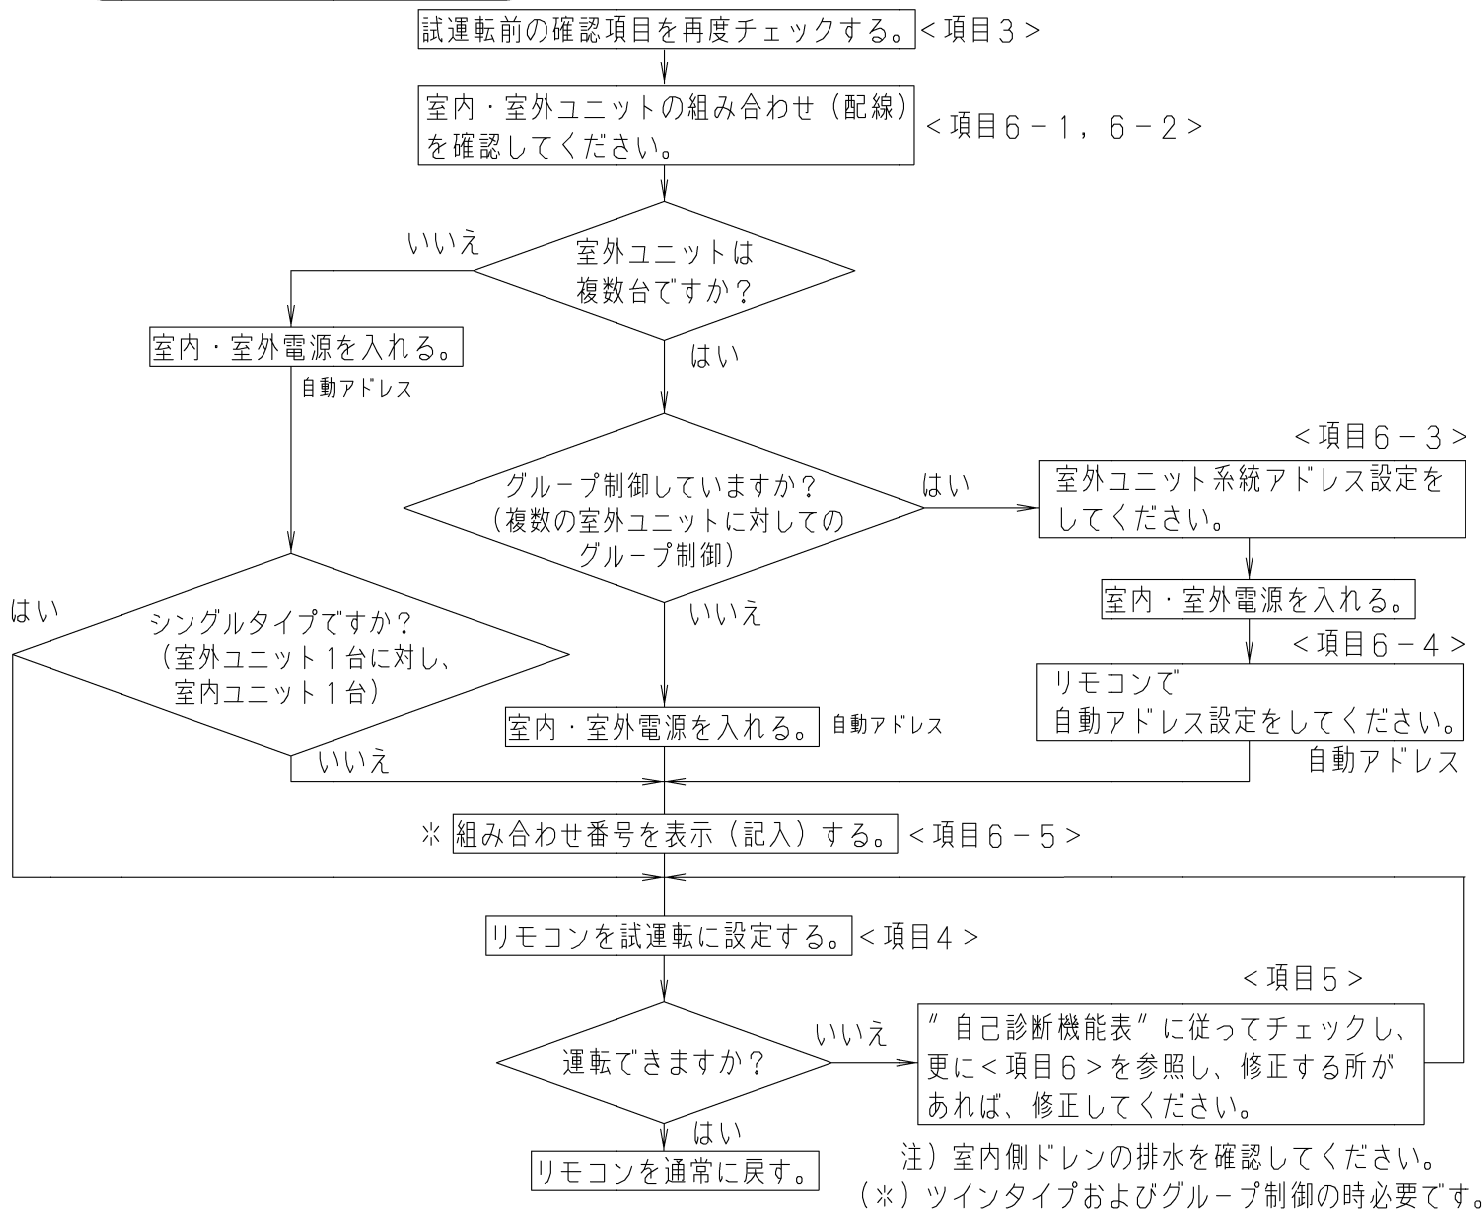 試運転前の確認項目を再度チェックする。＜項目３＞
室内・室外ユニットの組み合わせ（配線）
を確認してください。
＜項目６－１，６－２＞
室外ユニットは
複数台ですか？
いいえ
はい
室内・室外電源を入れる。
自動アドレス
グループ制御していますか？
（複数の室外ユニットに対しての
グループ制御）
はい
いいえ
＜項目６－３＞
室外ユニット系統アドレス設定を
してください。
室内・室外電源を入れる。
＜項目６－４＞
リモコンで
自動アドレス設定をしてください。
自動アドレス
はい
シングルタイプですか？
（室外ユニット１台に対し、
室内ユニット１台）
いいえ
室内・室外電源を入れる。 自動アドレス
※ 組み合わせ番号を表示（記入）する。＜項目６－５＞
リモコンを試運転に設定する。＜項目４＞
運転できますか？
いいえ
はい
＜項目５＞
〃自己診断機能表〃に従ってチェックし、
更に＜項目６＞を参照し、修正する所が
あれば、修正してください。
リモコンを通常に戻す。
注）室内側ドレンの排水を確認してください。
（※）ツインタイプおよびグループ制御の時必要です。